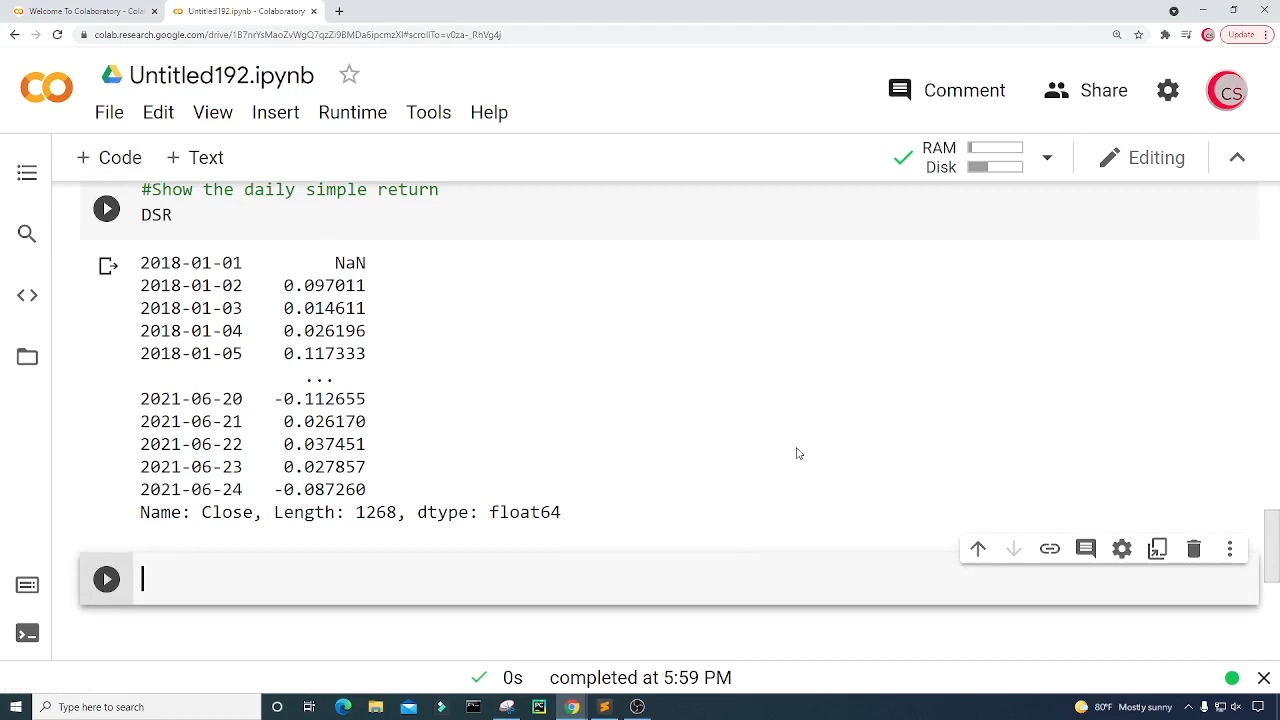 Welcome To Colaboratory - Colab
Untitled192.ipynb - Colaboratory
colab.research.google.com/drive/1B7nrYsMaoZvWgQ7qzZi9BMDa6ipcmzXl#scrollTo=v0za-_RhVg4j
Update
Untitled192.ipynb
File Edit View Insert Runtime Tools Help
Comment
Share
CS
+ Code + Text
RAM
Disk
Editing
#Show the daily simple return
DSR
2018-01-01 NaN
2018-01-02 0.097011
2018-01-03 0.014611
2018-01-04 0.026196
2018-01-05 0.117333
...
2021-06-20 -0.112655
2021-06-21 0.026170
2021-06-22 0.037451
2021-06-23 0.027857
2021-06-24 -0.087260
Name: Close, Length: 1268, dtype: float64
0s completed at 5:59 PM
Type here to search
80°F Mostly sunny